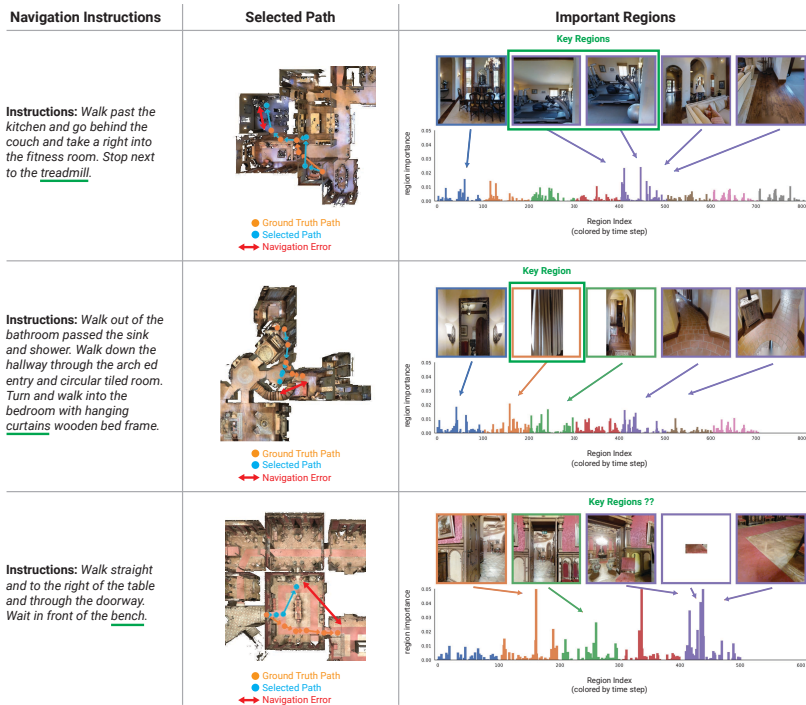 Navigation Instructions
Selected Path
Important Regions
Instructions: Walk past the
kitchen and go behind the
couch and take a right into
the fitness room. Stop next
to the treadmill.
Ground Truth Path
Selected Path
Navigation Error
Key Regions
region importance
0.05
0.04
0.03
0.02
0.01
0.00
0
100
200
300
400
500
600
700
800
Region Index
(colored by time step)
Instructions: Walk out of the
bathroom passed the sink
and shower. Walk down the
hallway through the arch ed
entry and circular tiled room.
Turn and walk into the
bedroom with hanging
curtains wooden bed frame.
Ground Truth Path
Selected Path
Navigation Error
Key Region
region importance
0.05
0.04
0.03
0.02
0.01
0.00
0
100
200
300
400
500
600
700
800
Region Index
(colored by time step)
Instructions: Walk straight
and to the right of the table
and through the doorway.
Wait in front of the bench.
Ground Truth Path
Selected Path
Navigation Error
Key Regions ??
region importance
0.05
0.04
0.03
0.02
0.01
0.00
0
100
200
300
400
500
600
Region Index
(colored by time step)